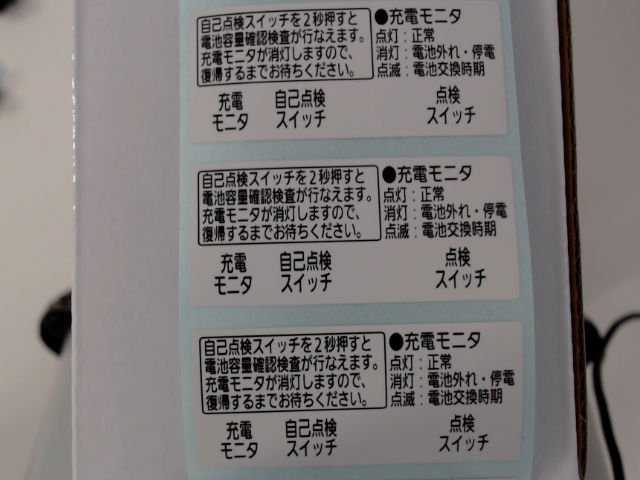 自己点検スイッチを2秒押すと
電池容量確認検査が行なえます。
充電モニタが消灯しますので、
復帰するまでお待ちください。
●充電モニタ
点灯：正常
消灯：電池外れ・停電
点滅：電池交換時期
充電
モニタ
自己点検
スイッチ
点検
スイッチ
自己点検スイッチを2秒押すと
電池容量確認検査が行なえます。
充電モニタが消灯しますので、
復帰するまでお待ちください。
●充電モニタ
点灯：正常
消灯：電池外れ・停電
点滅：電池交換時期
充電
モニタ
自己点検
スイッチ
点検
スイッチ
自己点検スイッチを2秒押すと
電池容量確認検査が行なえます。
充電モニタが消灯しますので、
復帰するまでお待ちください。
●充電モニタ
点灯：正常
消灯：電池外れ・停電
点滅：電池交換時期
充電
モニタ
自己点検
スイッチ
点検
スイッチ